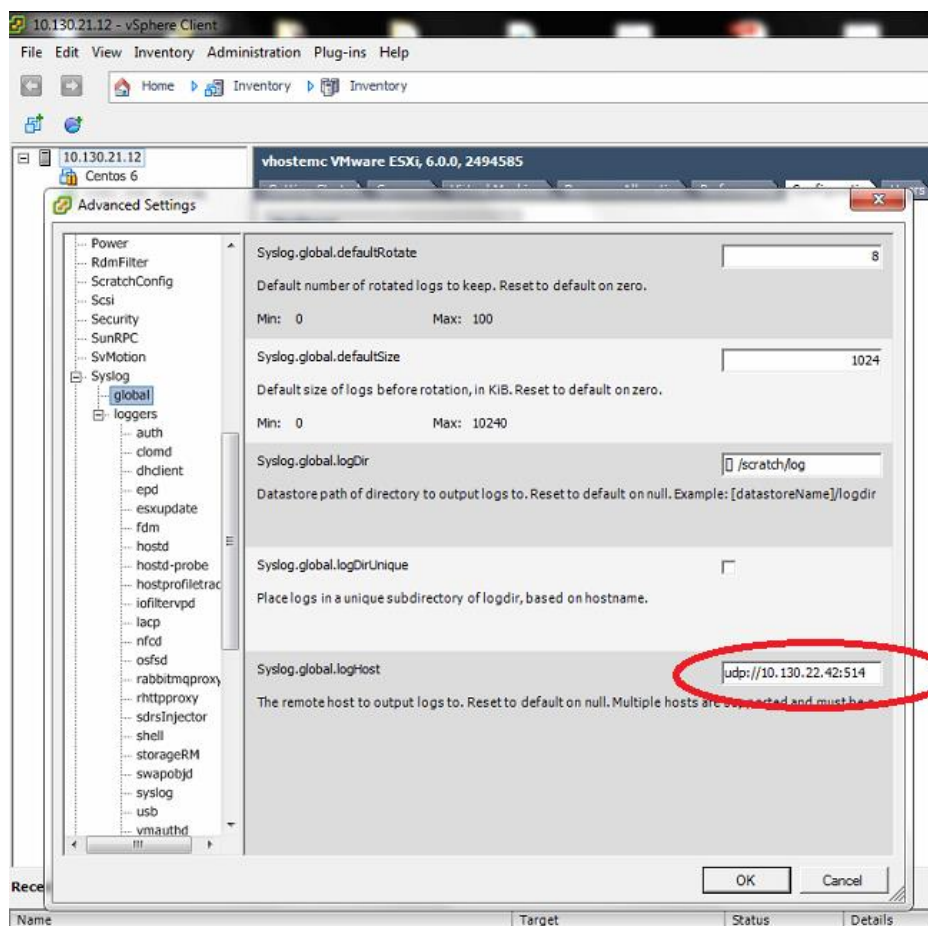 10.130.21.12 - vSphere Client
File Edit View Inventory Administration Plug-ins Help
Home Inventory Inventory
10.130.21.12
Centos 6
vhostemc VMware ESXi, 6.0.0, 2494585
Advanced Settings
Power
RdmFilter
ScratchConfig
Scsi
Security
SunRPC
SvMotion
Syslog
global
loggers
auth
clomd
dhclient
epd
esxupdate
fdm
hostd
hostd-probe
hostprofiletrac
iofiltervpd
lacp
nfcd
osfsd
rabbitmqproxy
rhttpproxy
sdrsInjector
shell
storageRM
swapobjd
syslog
usb
vmauthd
Syslog.global.defaultRotate 8
Default number of rotated logs to keep. Reset to default on zero.
Min: 0 Max: 100
Syslog.global.defaultSize 1024
Default size of logs before rotation, in KiB. Reset to default on zero.
Min: 0 Max: 10240
Syslog.global.logDir [] /scratch/log
Datastore path of directory to output logs to. Reset to default on null. Example: [datastoreName]/logdir
Syslog.global.logDirUnique
Place logs in a unique subdirectory of logdir, based on hostname.
Syslog.global.logHost udp://10.130.22.42:514
The remote host to output logs to. Reset to default on null. Multiple hosts are supported and must be
OK Cancel
Rece
Name Target Status Details